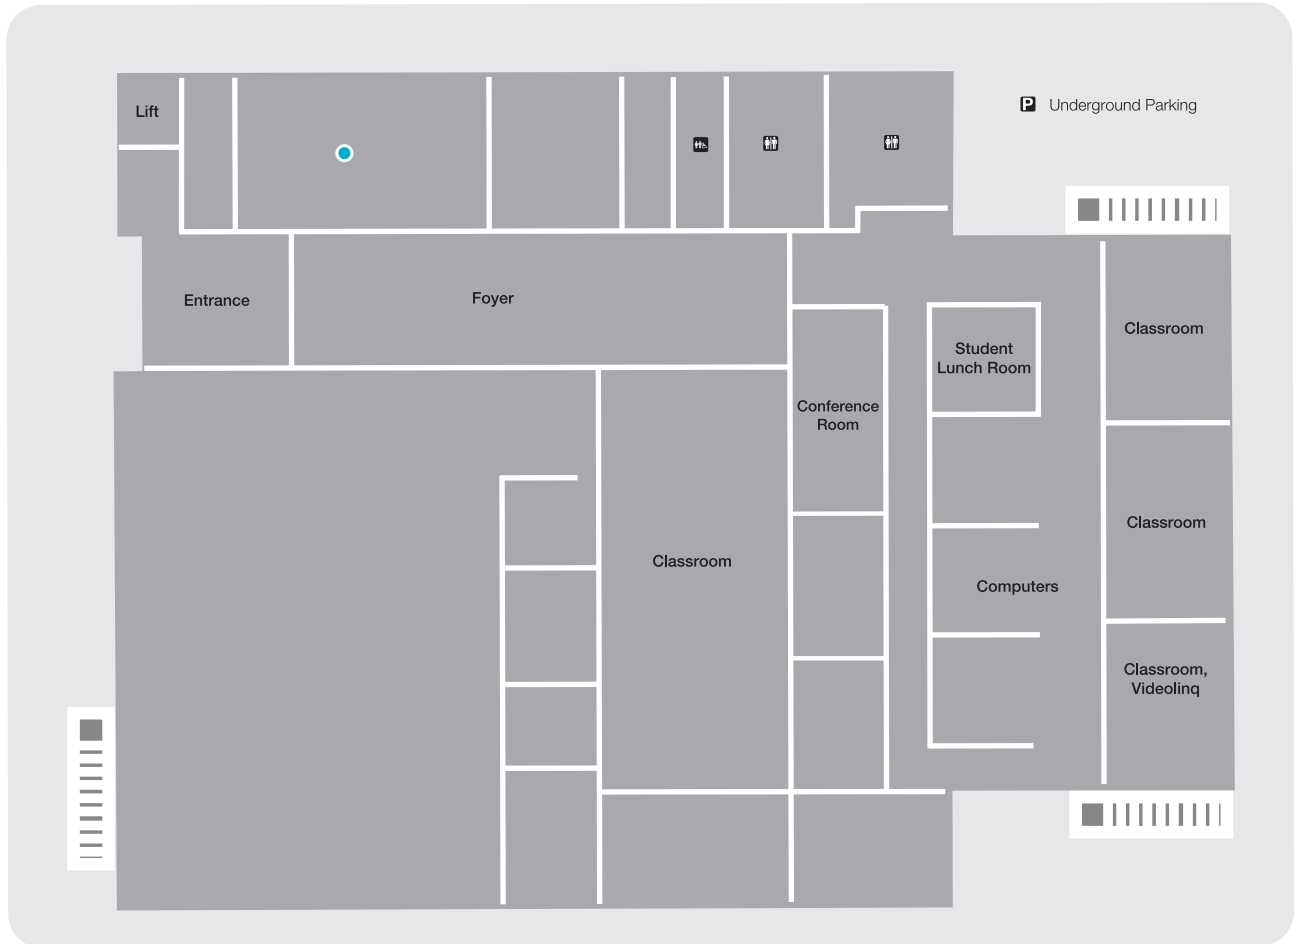 Lift
P Underground Parking
Entrance
Foyer
Classroom
Student
Lunch Room
Conference
Room
Classroom
Classroom
Computers
Classroom,
Videolinq